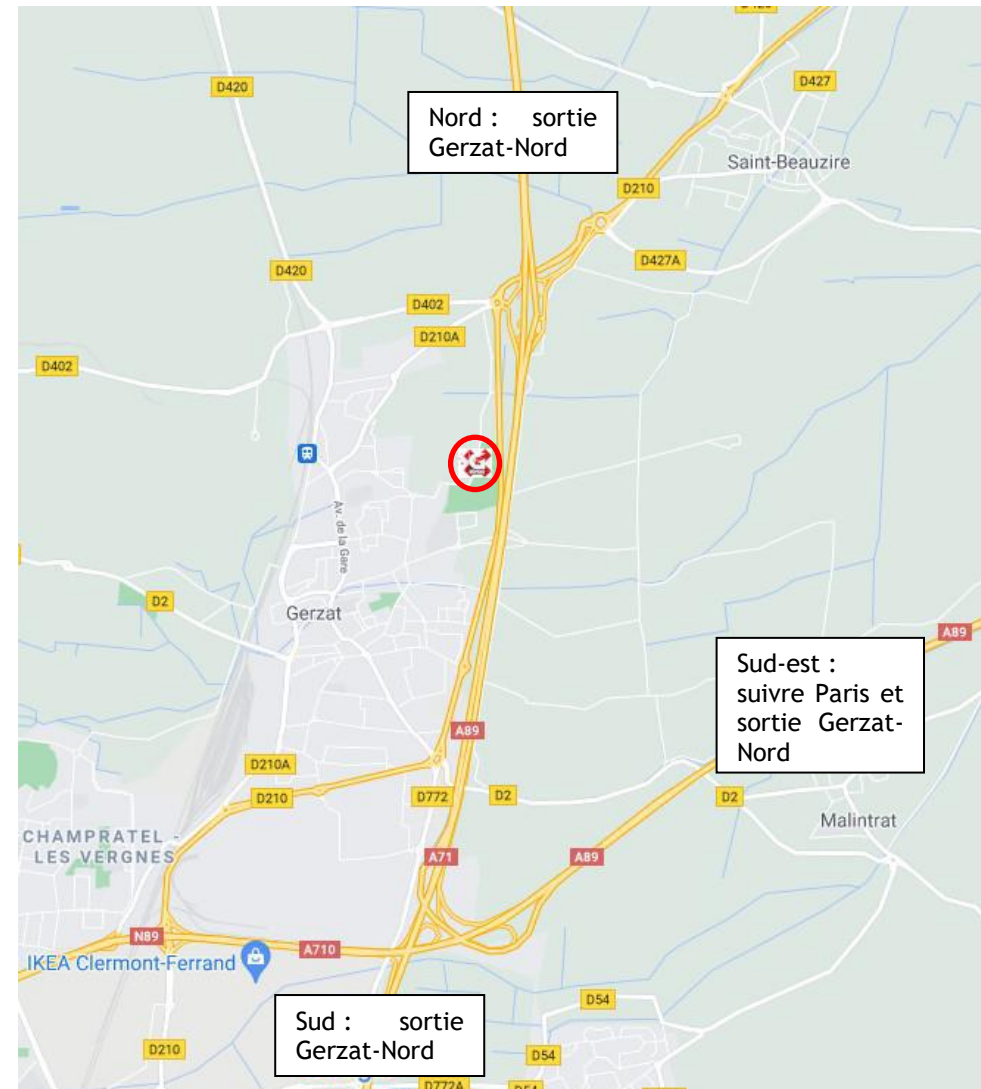 D420
D427
Nord : sortie
Gerzat-Nord
Saint-Beauzire
D210
D427A
D420
D402
D210A
D402
Av. de la Gare
D2
Gerzat
A89
Sud-est :
suivre Paris et
sortie Gerzat-
Nord
A89
D210A
D210
D772
D2
D2
Malintrat
CHAMPRATEL -
LES VERGNES
A71
A89
N89
A710
IKEA Clermont-Ferrand
D54
Sud : sortie
Gerzat-Nord
D210
D54
D772A